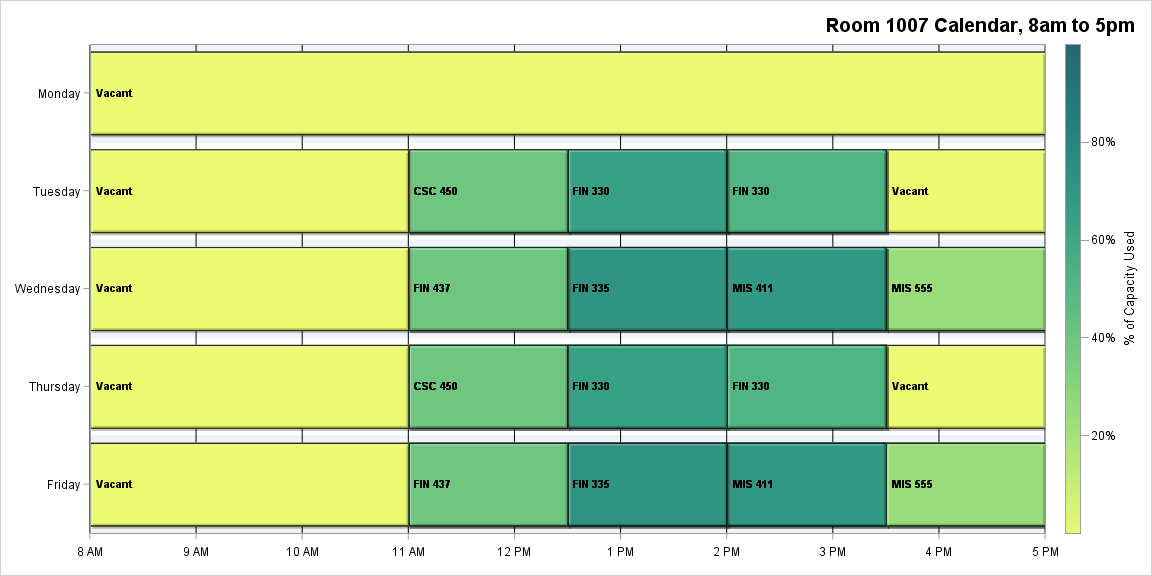 Room 1007 Calendar, 8am to 5pm
Monday
Vacant
Tuesday
Vacant
CSC 450
FIN 330
FIN 330
Vacant
Wednesday
Vacant
FIN 437
FIN 335
MIS 411
MIS 555
Thursday
Vacant
CSC 450
FIN 330
FIN 330
Vacant
Friday
Vacant
FIN 437
FIN 335
MIS 411
MIS 555
8 AM
9 AM
10 AM
11 AM
12 PM
1 PM
2 PM
3 PM
4 PM
5 PM
80%
60%
40%
20%
% of Capacity Used